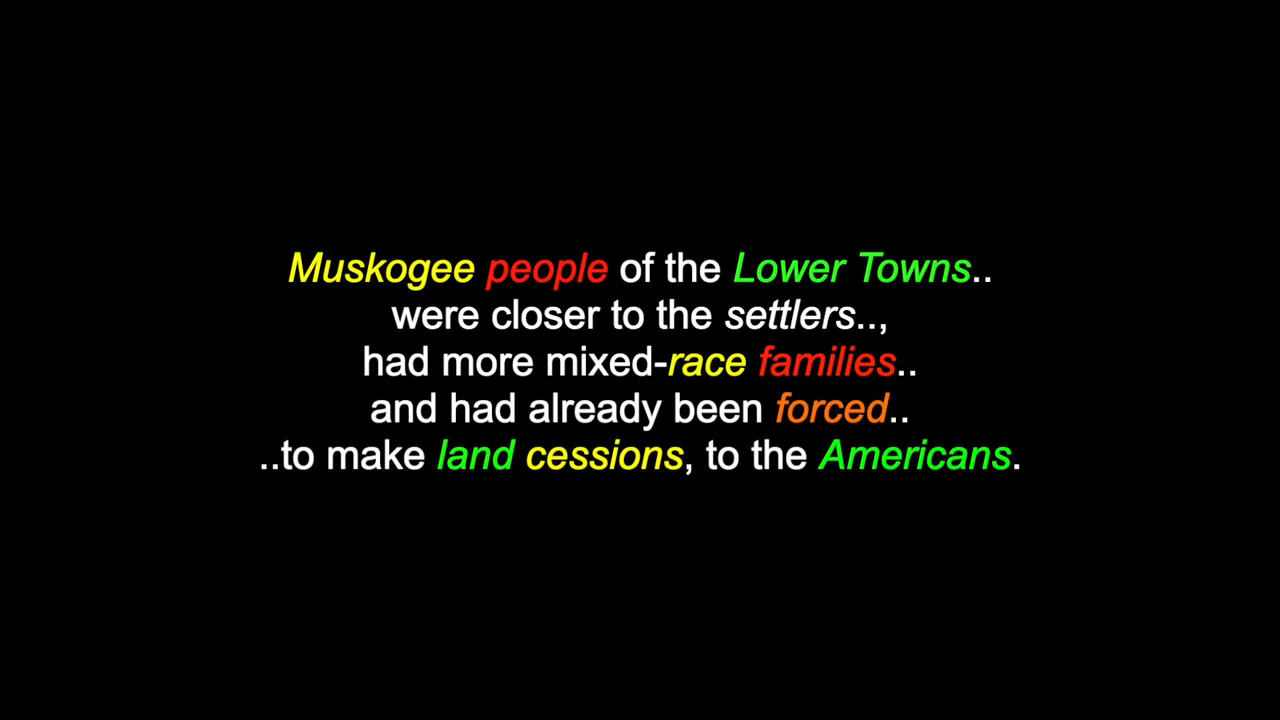 Muskogee people of the Lower Towns..
were closer to the settlers..,
had more mixed-race families..
and had already been forced..
..to make land cessions, to the Americans.